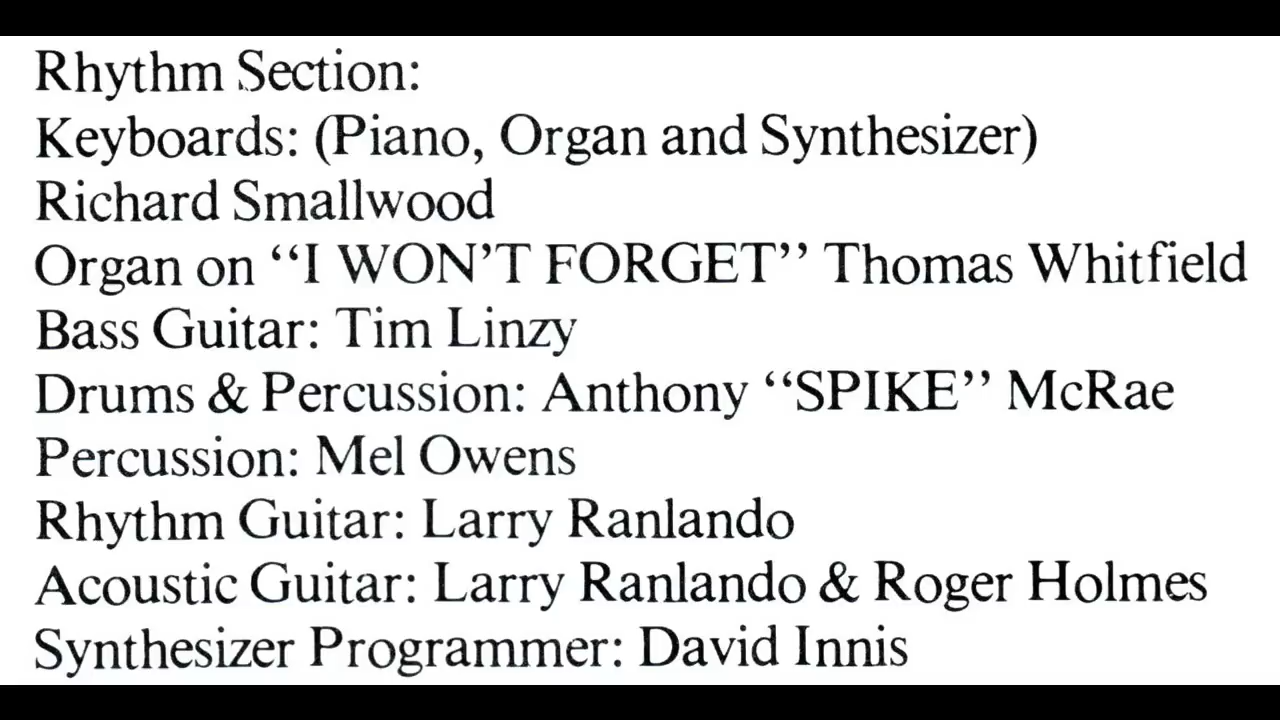 Rhythm Section:
Keyboards: (Piano, Organ and Synthesizer)
Richard Smallwood
Organ on “I WON’T FORGET” Thomas Whitfield
Bass Guitar: Tim Linzy
Drums & Percussion: Anthony “SPIKE” McRae
Percussion: Mel Owens
Rhythm Guitar: Larry Ranlando
Acoustic Guitar: Larry Ranlando & Roger Holmes
Synthesizer Programmer: David Innis